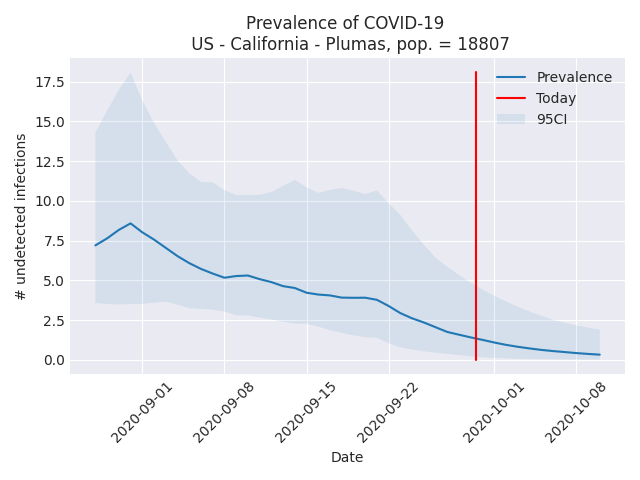 Prevalence of COVID-19
US - California - Plumas, pop. = 18807
Prevalence
Today
95CI
# undetected infections
17.5
15.0
12.5
10.0
7.5
5.0
2.5
0.0
2020-09-01
2020-09-08
2020-09-15
2020-09-22
2020-10-01
2020-10-08
Date